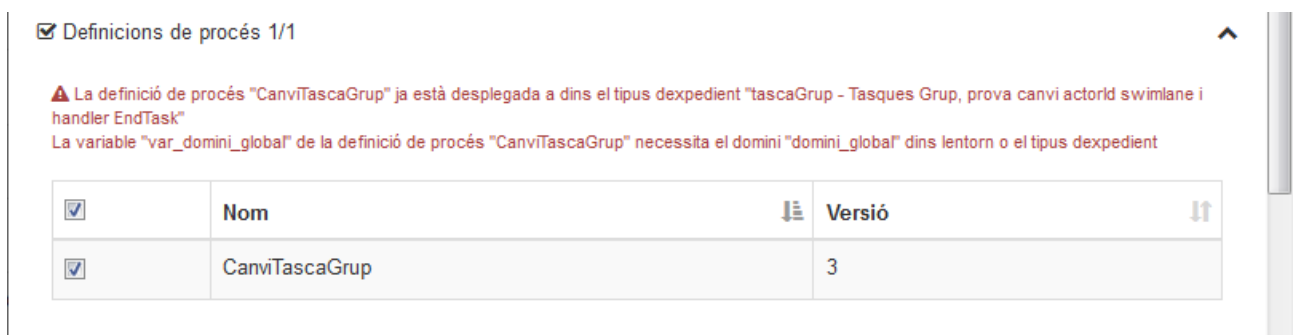 Definicions de procés 1/1
La definició de procés "CanviTascaGrup" ja està desplegada a dins el tipus dexpedient "tascaGrup - Tasques Grup, prova canvi actorId swimlane i
handler EndTask"
La variable "var_domini_global" de la definició de procés "CanviTascaGrup" necessita el domini "domini_global" dins lentorn o el tipus dexpedient
Nom Versió
CanviTascaGrup 3